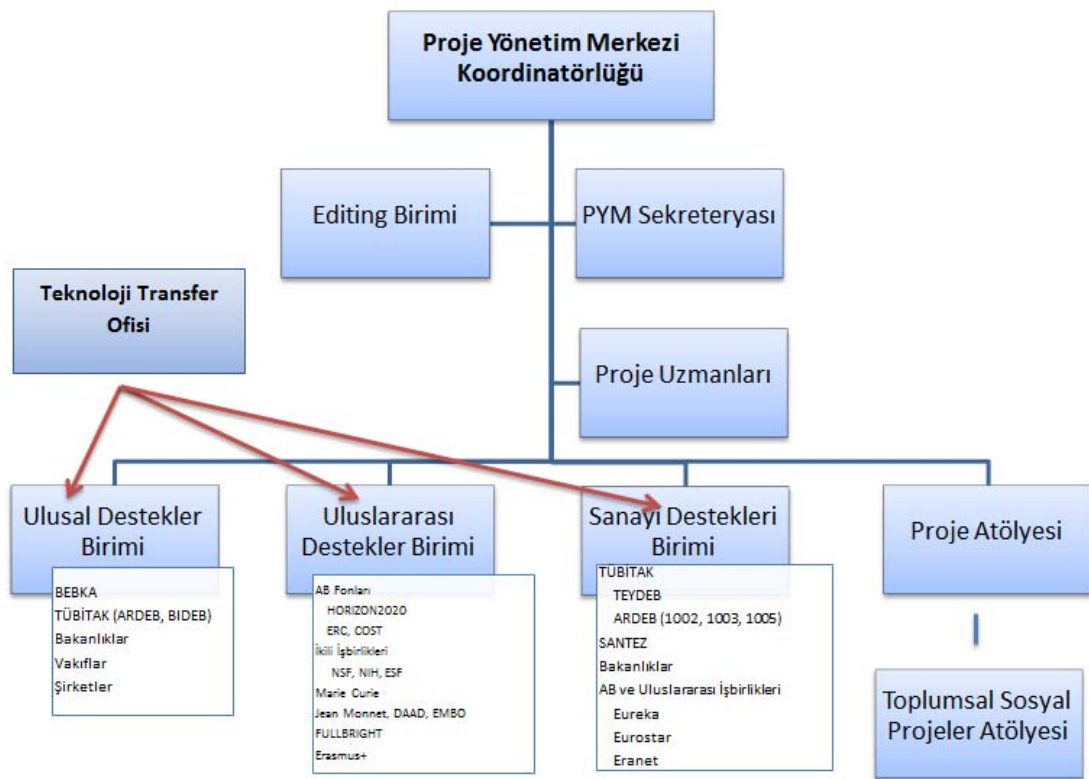 Proje Yönetim Merkezi
Koordinatörlüğü
Editing Birimi
PYM Sekreteryası
Teknoloji Transfer
Ofisi
Proje Uzmanları
Ulusal Destekler
Birimi
BEBKA
TÜBİTAK (ARDEB, BIDEB)
Bakanlıklar
Vakıflar
Şirketler
Uluslararası
Destekler Birimi
AB Fonları
HORIZON2020
ERC, COST
İkili İşbirlikleri
NSF, NIH, ESF
Marie Curie
Jean Monnet, DAAD, EMBO
FULLBRIGHT
Erasmus+
Sanayi Destekleri
Birimi
TÜBİTAK
TEYDEB
ARDEB (1002, 1003, 1005)
SANTEZ
Bakanlıklar
AB ve Uluslararası İşbirlikleri
Eureka
Eurostar
Eranet
Proje Atölyesi
Toplumsal Sosyal
Projeler Atölyesi